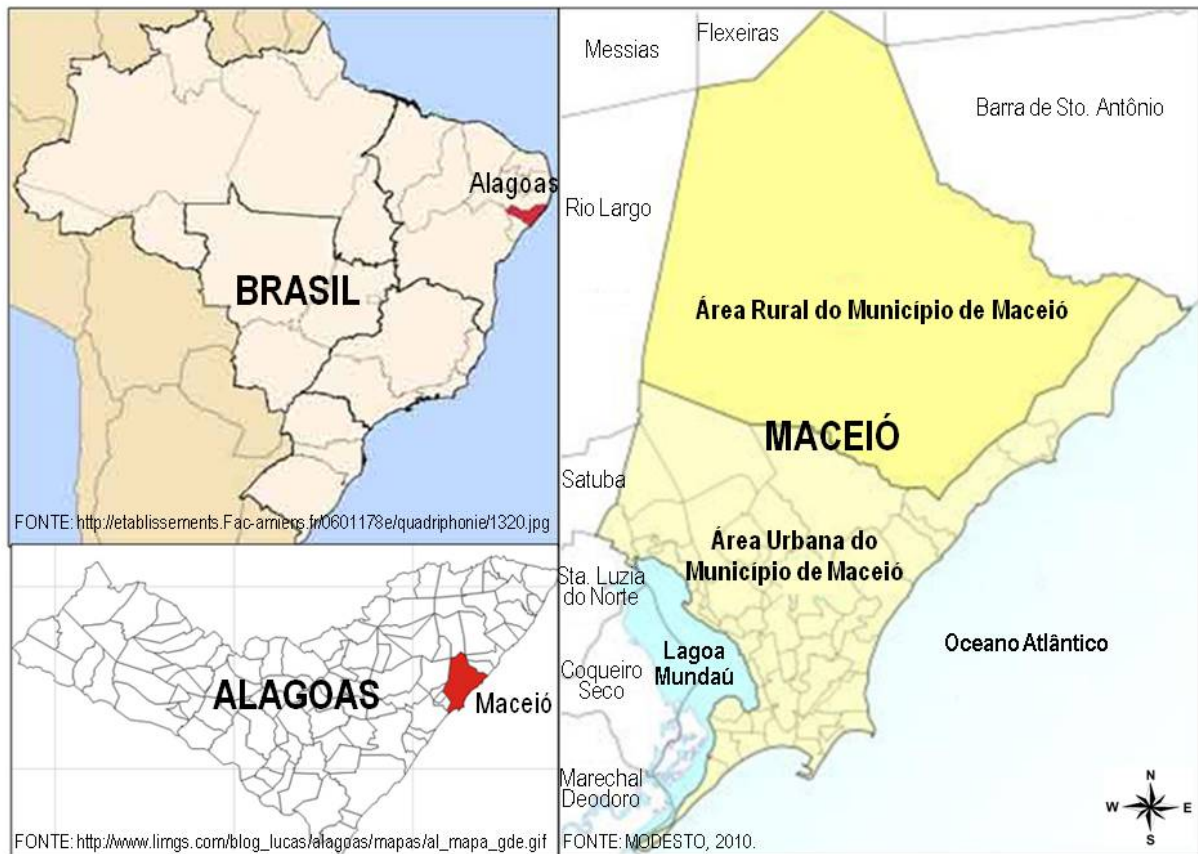 Alagoas
BRASIL
FONTE: http://etablissements.Fac-amiens.fr/0601178e/quadriphonie/1320.jpg
ALAGOAS
Maceió
FONTE: http://www.limgs.com/blog_lucas/alagoas/mapas/al_mapa_gde.gif
Messias
Flexeiras
Barra de Sto. Antônio
Rio Largo
Área Rural do Município de Maceió
MACEIÓ
Satuba
Área Urbana do
Município de Maceió
Sta. Luzia
do Norte
Lagoa
Mundaú
Oceano Atlântico
Coqueiro
Seco
Marechal
Deodoro
N
W
E
S
FONTE: MODESTO, 2010.